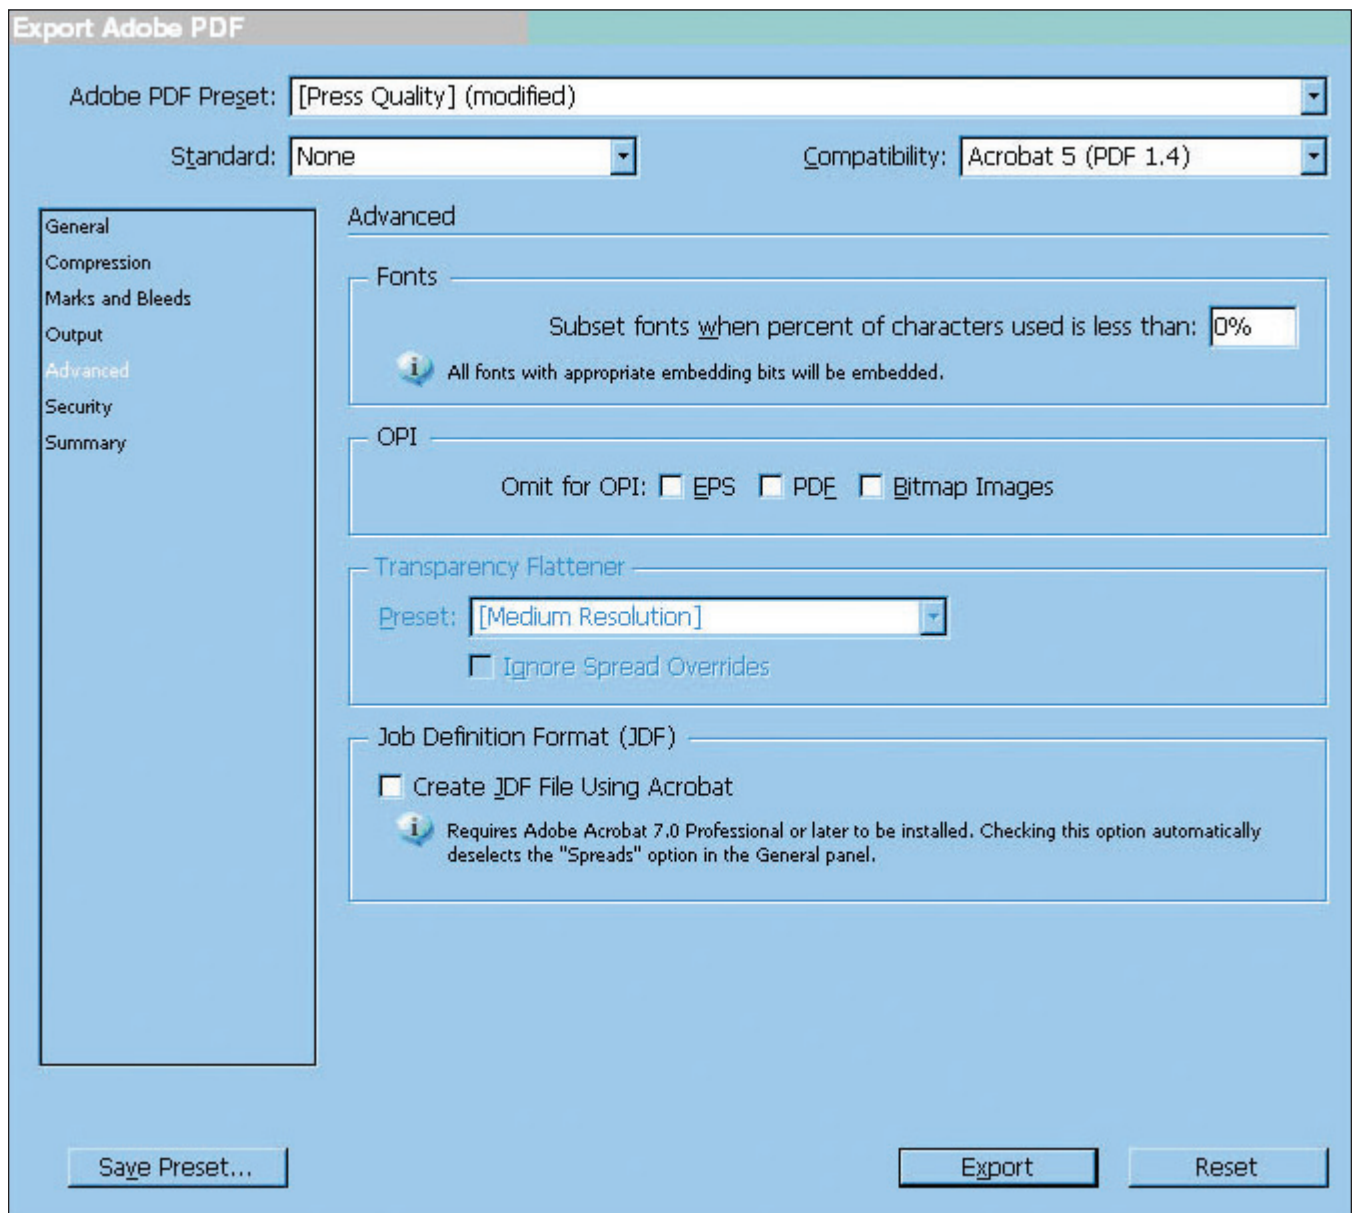 Export Adobe PDF
Adobe PDF Preset: [Press Quality] (modified)
Standard: None
Compatibility: Acrobat 5 (PDF 1.4)
General
Compression
Marks and Bleeds
Output
Advanced
Security
Summary
Advanced
Fonts
Subset fonts when percent of characters used is less than: 0%
All fonts with appropriate embedding bits will be embedded.
OPI
Omit for OPI: EPS PDF Bitmap Images
Transparency Flattener
Preset: [Medium Resolution]
Ignore Spread Overrides
Job Definition Format (JDF)
Create JDF File Using Acrobat
Requires Adobe Acrobat 7.0 Professional or later to be installed. Checking this option automatically
deselects the "Spreads" option in the General panel.
Save Preset...
Export
Reset